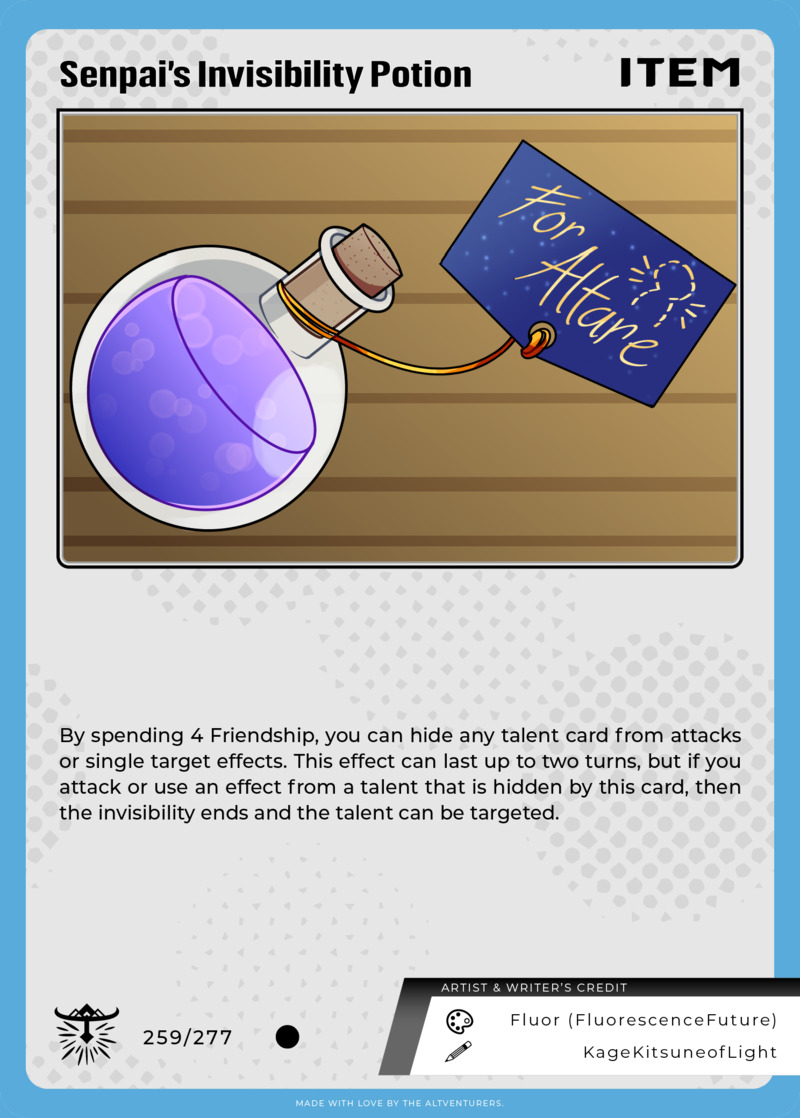 Senpai's Invisibility Potion
ITEM
For
Altare
By spending 4 Friendship, you can hide any talent card from attacks
or single target effects. This effect can last up to two turns, but if you
attack or use an effect from a talent that is hidden by this card, then
the invisibility ends and the talent can be targeted.
ARTIST & WRITER'S CREDIT
Fluor (FluorescenceFuture)
KageKitsuneofLight
259/277
MADE WITH LOVE BY THE ALTVENTURERS.